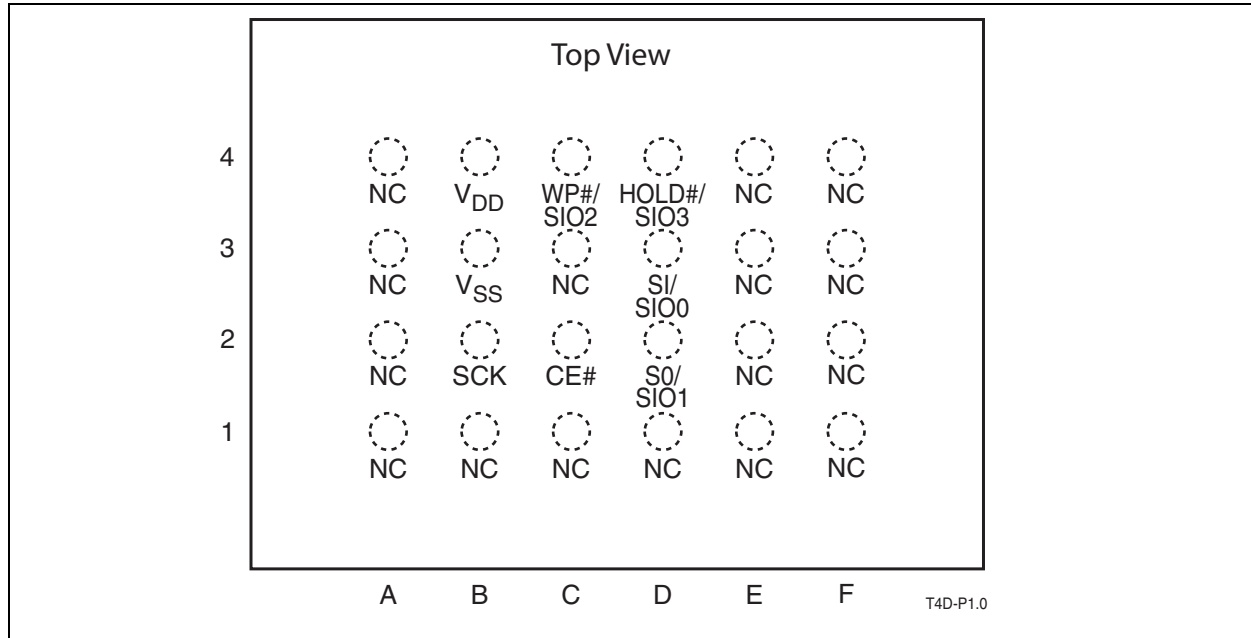 Top View
4
NC VDD WP#/ HOLD#/ NC NC
SIO2 SIO3
3
NC VSS NC SI/ NC NC
SIO0
2
NC SCK CE# S0/ NC NC
SIO1
1
NC NC NC NC NC NC
A B C D E F
T4D-P1.0